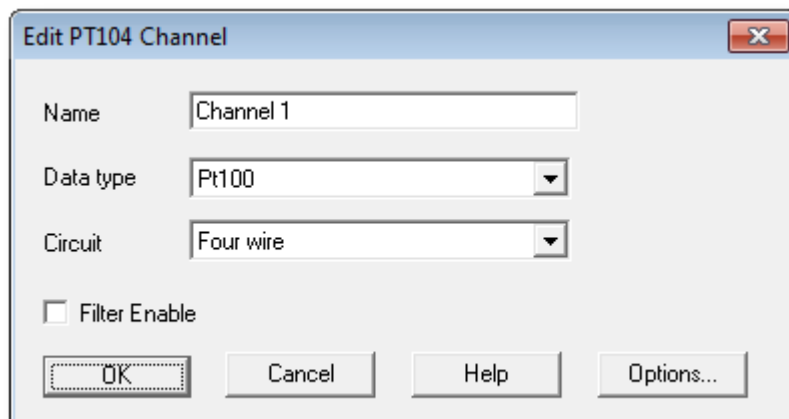 Edit PT104 Channel
Name Channel 1
Data type Pt100
Circuit Four wire
Filter Enable
OK Cancel Help Options...